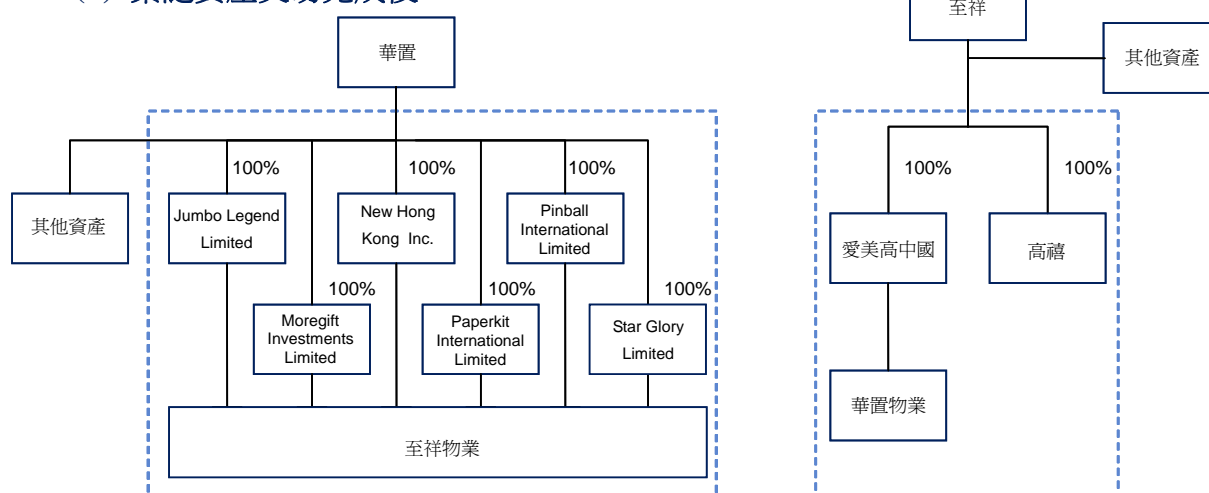 至祥
華置
其他資產
100%
100%
100%
100%
100%
其他資產
Jumbo Legend
Limited
New Hong
Kong Inc.
Pinball
International
Limited
愛美高中國
高禧
100%
100%
100%
Moregift
Investments
Limited
Paperkit
International
Limited
Star Glory
Limited
華置物業
至祥物業